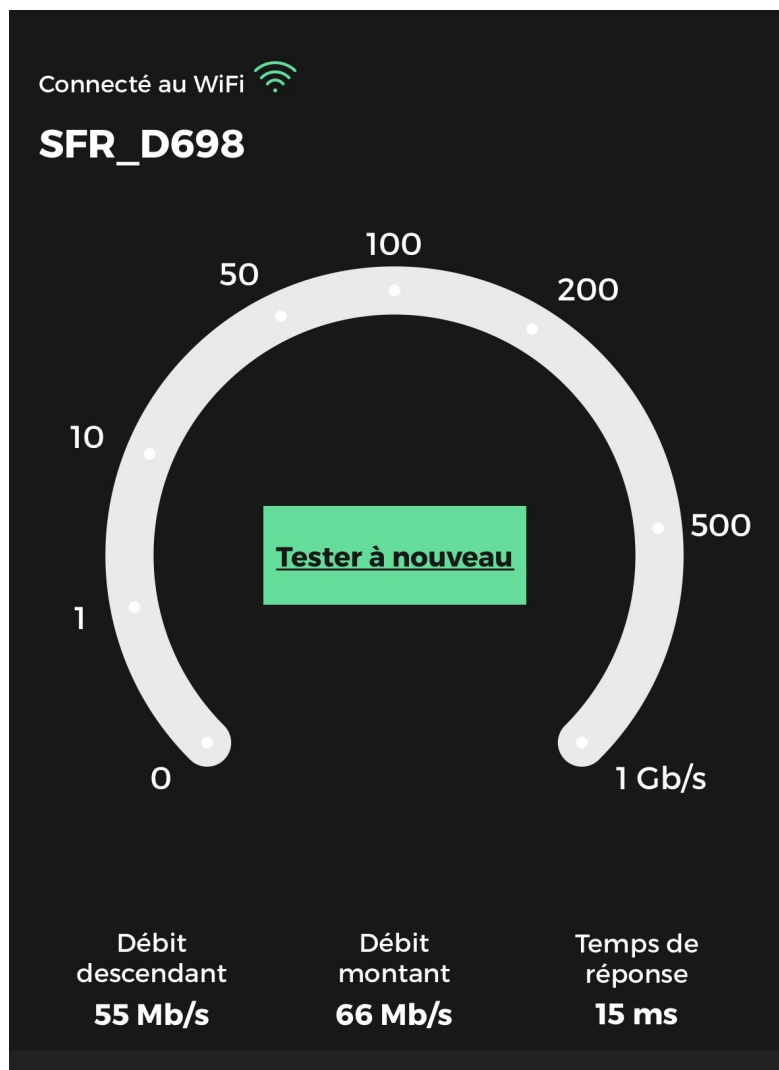 Connecté au WiFi
SFR_D698
100
50
200
10
500
1
0
1 Gb/s
Tester à nouveau
Débit
descendant
55 Mb/s
Débit
montant
66 Mb/s
Temps de
réponse
15 ms